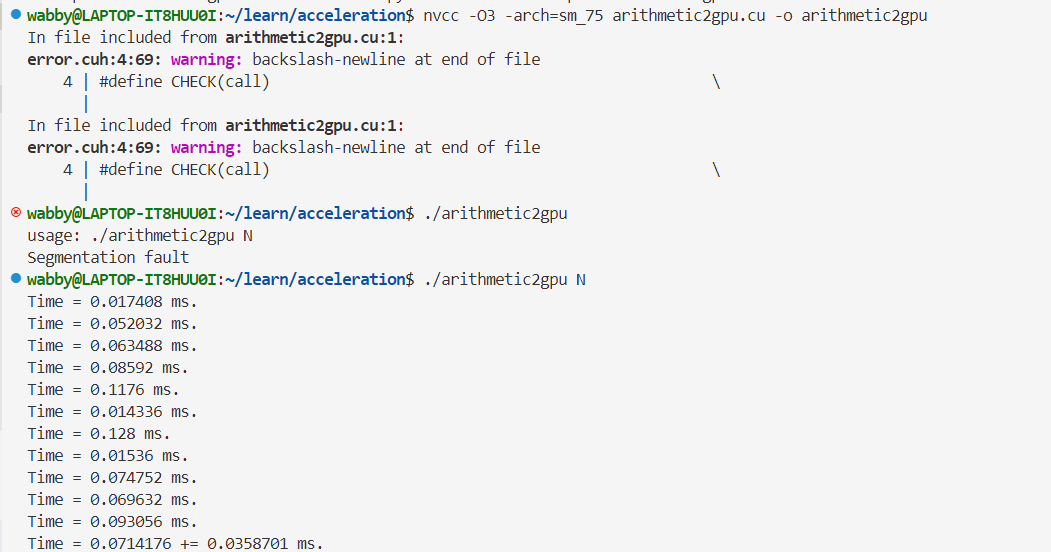 wabby@LAPTOP-IT8HUU0I:~/learn/acceleration$ nvcc -O3 -arch=sm_75 arithmetic2gpu.cu -o arithmetic2gpu
In file included from arithmetic2gpu.cu:1:
error.cuh:4:69: warning: backslash-newline at end of file
4 | #define CHECK(call) \
|
In file included from arithmetic2gpu.cu:1:
error.cuh:4:69: warning: backslash-newline at end of file
4 | #define CHECK(call) \
|
wabby@LAPTOP-IT8HUU0I:~/learn/acceleration$ ./arithmetic2gpu
usage: ./arithmetic2gpu N
Segmentation fault
wabby@LAPTOP-IT8HUU0I:~/learn/acceleration$ ./arithmetic2gpu N
Time = 0.017408 ms.
Time = 0.052032 ms.
Time = 0.063488 ms.
Time = 0.08592 ms.
Time = 0.1176 ms.
Time = 0.014336 ms.
Time = 0.128 ms.
Time = 0.01536 ms.
Time = 0.074752 ms.
Time = 0.069632 ms.
Time = 0.093056 ms.
Time = 0.0714176 += 0.0358701 ms.